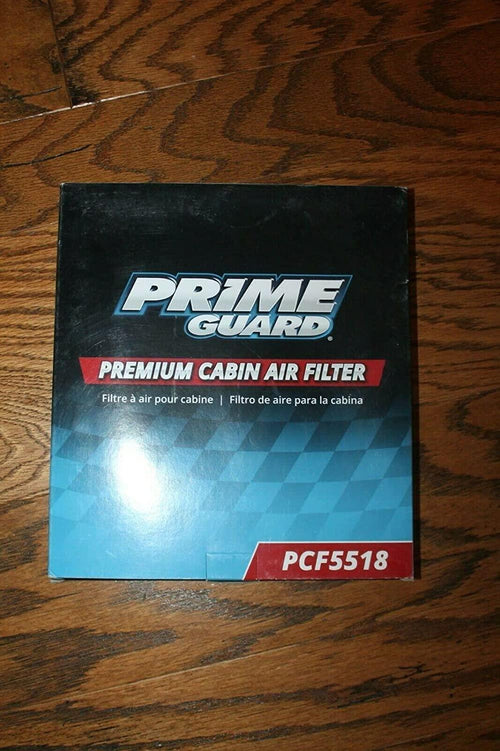 PRIME
GUARD®
PREMIUM CABIN AIR FILTER
Filtre à air pour cabine | Filtro de aire para la cabina
PCF5518